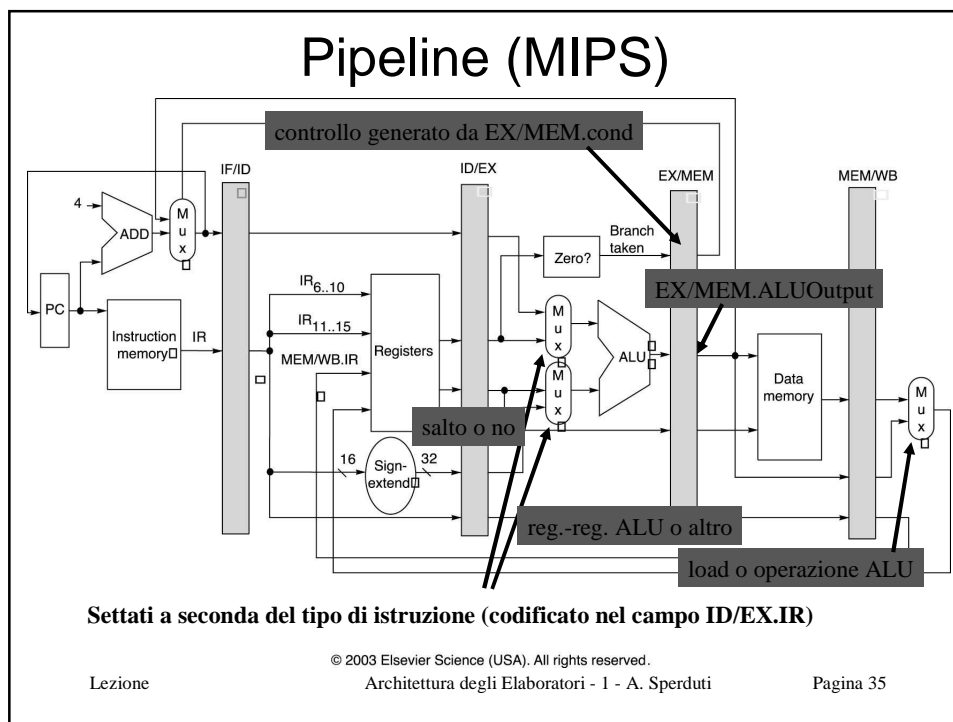 Pipeline (MIPS)
controllo generato da EX/MEM.cond
IF/ID
ID/EX
EX/MEM
MEM/WB
4
ADD
M
u
x
Branch
taken
Zero?
EX/MEM.ALUOutput
PC
Instruction
memory
IR
IR6..10
IR11..15
MEM/WB.IR
Registers
M
u
x
M
u
x
ALU
Data
memory
M
u
x
salto o no
16
Sign-
extend
32
reg.-reg. ALU o altro
load o operazione ALU
Settati a seconda del tipo di istruzione (codificato nel campo ID/EX.IR)
© 2003 Elsevier Science (USA). All rights reserved.
Lezione Architettura degli Elaboratori - 1 - A. Sperduti Pagina 35